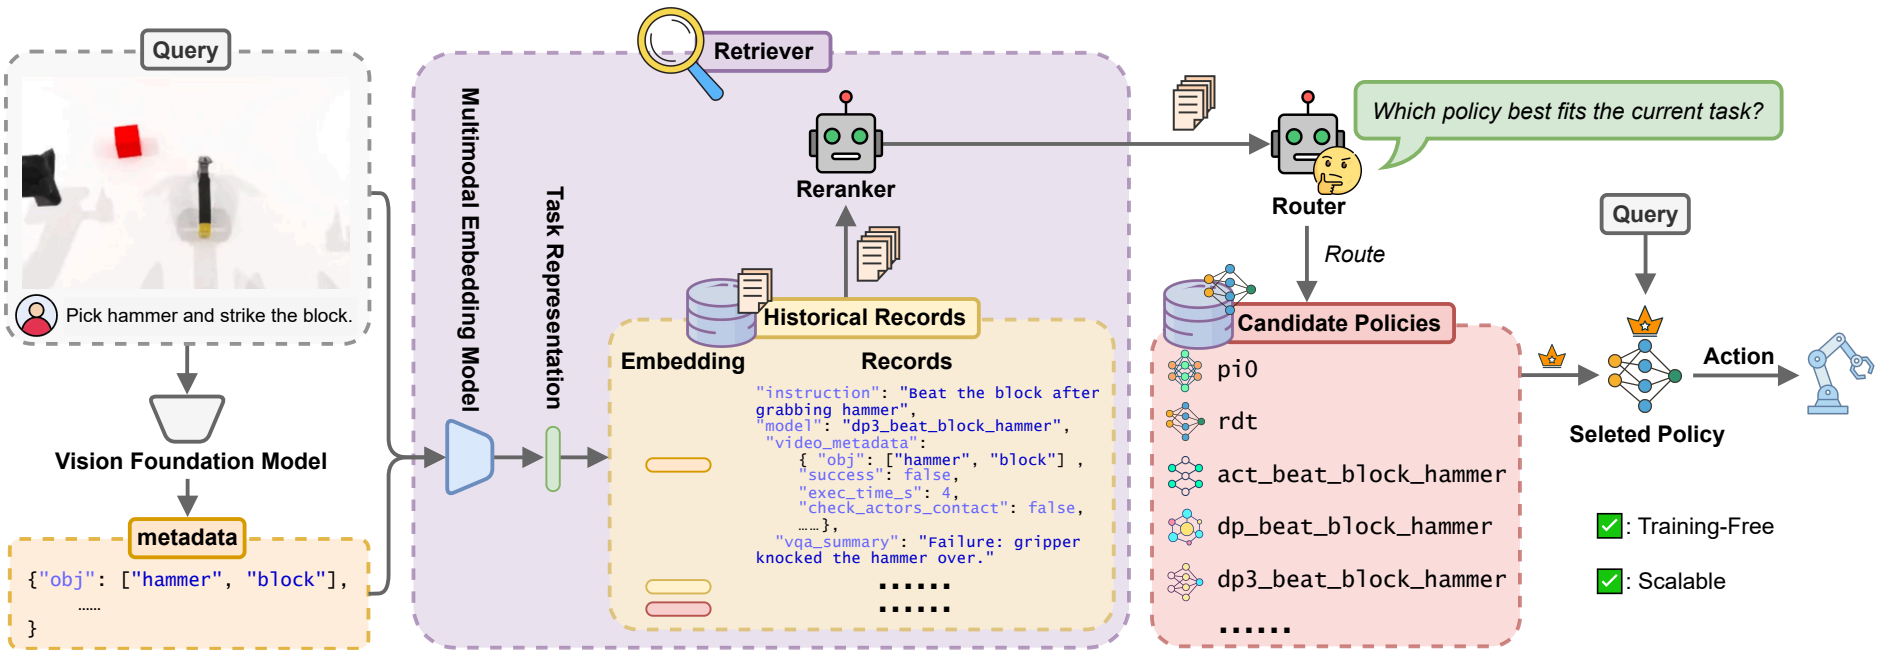 Query
Pick hammer and strike the block.
Vision Foundation Model
metadata
{"obj": ["hammer", "block"],
......
}
Retriever
Multimodal Embedding Model
Task Representation
Reranker
Historical Records
Embedding
Records
"instruction": "Beat the block after
grabbing hammer",
"model": "dp3_beat_block_hammer",
"video_metadata":
{ "obj": ["hammer", "block"] ,
"success": false,
"exec_time_s": 4,
"check_actors_contact": false,
......},
"vqa_summary": "Failure: gripper
knocked the hammer over."
......
......
Which policy best fits the current task?
Router
Route
Candidate Policies
pi0
rdt
act_beat_block_hammer
dp_beat_block_hammer
dp3_beat_block_hammer
......
Query
Seleted Policy
Action
: Training-Free
: Scalable